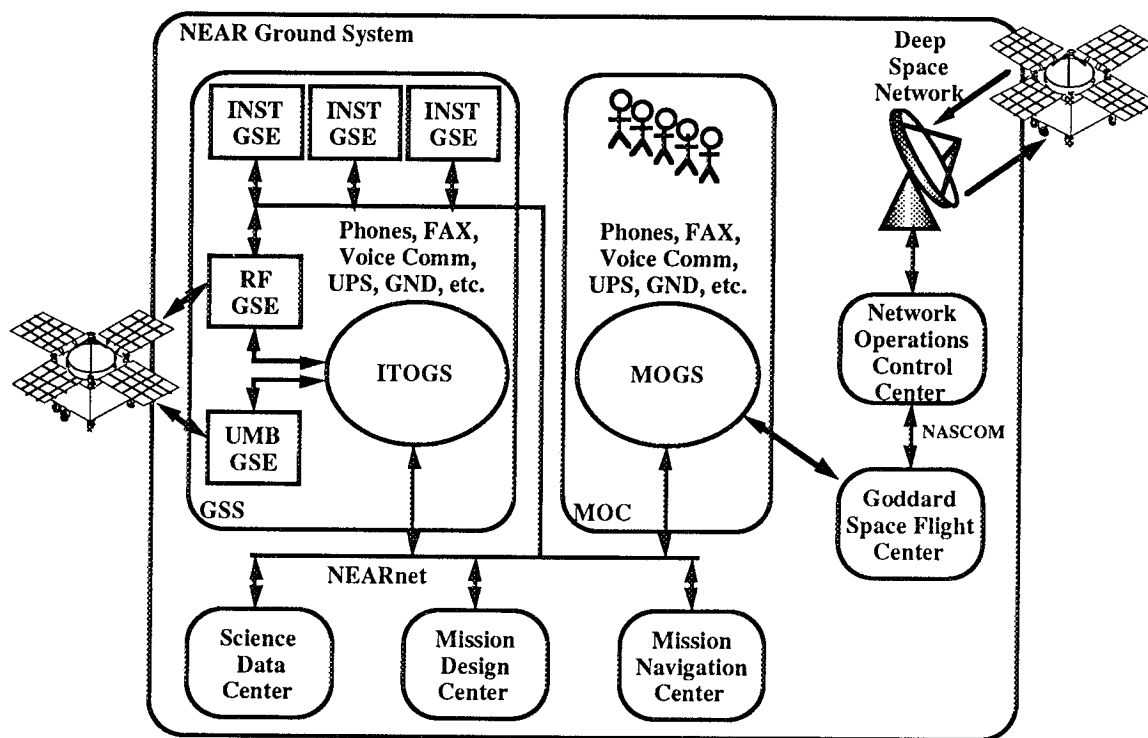 NEAR Ground System
Deep
Space
Network
INST
GSE
INST
GSE
INST
GSE
Phones, FAX,
Voice Comm,
UPS, GND, etc.
Phones, FAX,
Voice Comm,
UPS, GND, etc.
RF
GSE
ITOGS
MOGS
Network
Operations
Control
Center
UMB
GSE
NASCOM
GSS
MOC
Goddard
Space Flight
Center
NEARnet
Science
Data
Center
Mission
Design
Center
Mission
Navigation
Center